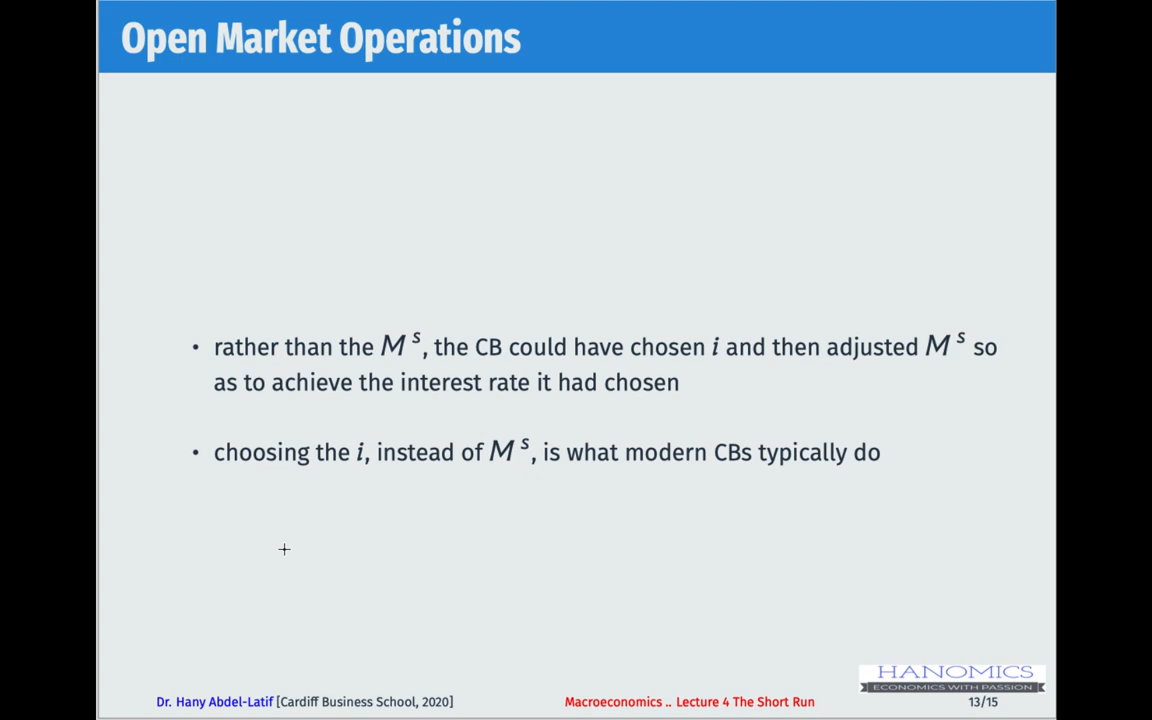 Open Market Operations
• rather than the M s, the CB could have chosen i and then adjusted M s so
as to achieve the interest rate it had chosen
• choosing the i, instead of M s, is what modern CBs typically do
HANOMICS
ECONOMICS WITH PASSION
Dr. Hany Abdel-Latif [Cardiff Business School, 2020] Macroeconomics .. Lecture 4 The Short Run 13/15